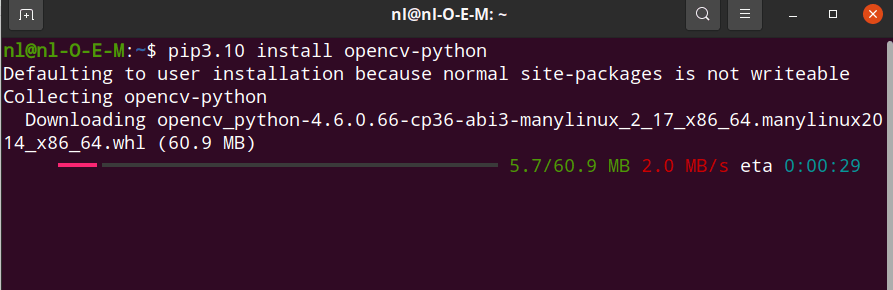 nl@nl-O-E-M: ~
nl@nl-O-E-M:~$ pip3.10 install opencv-python
Defaulting to user installation because normal site-packages is not writeable
Collecting opencv-python
  Downloading opencv_python-4.6.0.66-cp36-abi3-manylinux_2_17_x86_64.manylinux20
14_x86_64.whl (60.9 MB)
5.7/60.9 MB 2.0 MB/s eta 0:00:29